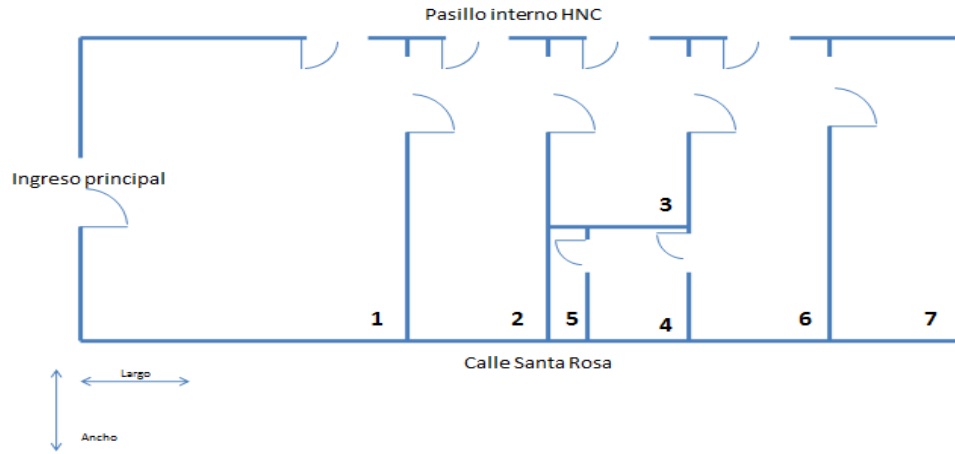 Pasillo interno HNC
Ingreso principal
3
1
2
5
4
6
7
Calle Santa Rosa
Largo
Ancho